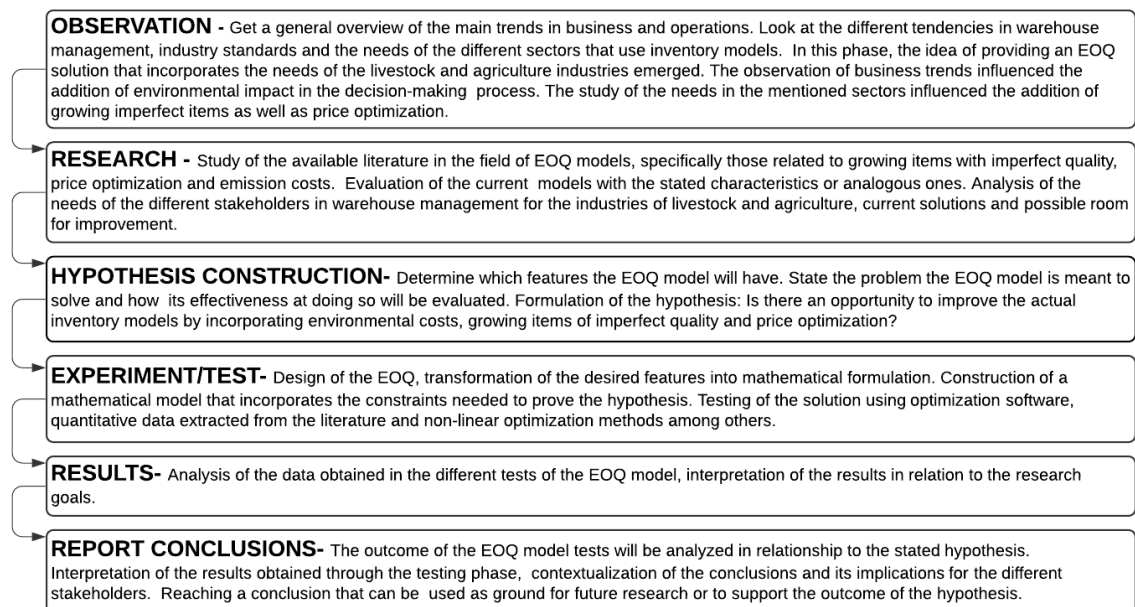 OBSERVATION - Get a general overview of the main trends in business and operations. Look at the different tendencies in warehouse
management, industry standards and the needs of the different sectors that use inventory models.  In this phase, the idea of providing an EOQ
solution that incorporates the needs of the livestock and agriculture industries emerged. The observation of business trends influenced the
addition of environmental impact in the decision-making  process. The study of the needs in the mentioned sectors influenced the addition of
growing imperfect items as well as price optimization.
RESEARCH - Study of the available literature in the field of EOQ models, specifically those related to growing items with imperfect quality,
price optimization and emission costs.  Evaluation of the current  models with the stated characteristics or analogous ones. Analysis of the
needs of the different stakeholders in warehouse management for the industries of livestock and agriculture, current solutions and possible room
for improvement.
HYPOTHESIS CONSTRUCTION- Determine which features the EOQ model will have. State the problem the EOQ model is meant to
solve and how  its effectiveness at doing so will be evaluated. Formulation of the hypothesis: Is there an opportunity to improve the actual
inventory models by incorporating environmental costs, growing items of imperfect quality and price optimization?
EXPERIMENT/TEST- Design of the EOQ, transformation of the desired features into mathematical formulation. Construction of a
mathematical model that incorporates the constraints needed to prove the hypothesis. Testing of the solution using optimization software,
quantitative data extracted from the literature and non-linear optimization methods among others.
RESULTS- Analysis of the data obtained in the different tests of the EOQ model, interpretation of the results in relation to the research
goals.
REPORT CONCLUSIONS- The outcome of the EOQ model tests will be analyzed in relationship to the stated hypothesis.
Interpretation of the results obtained through the testing phase,  contextualization of the conclusions and its implications for the different
stakeholders.  Reaching a conclusion that can be  used as ground for future research or to support the outcome of the hypothesis.